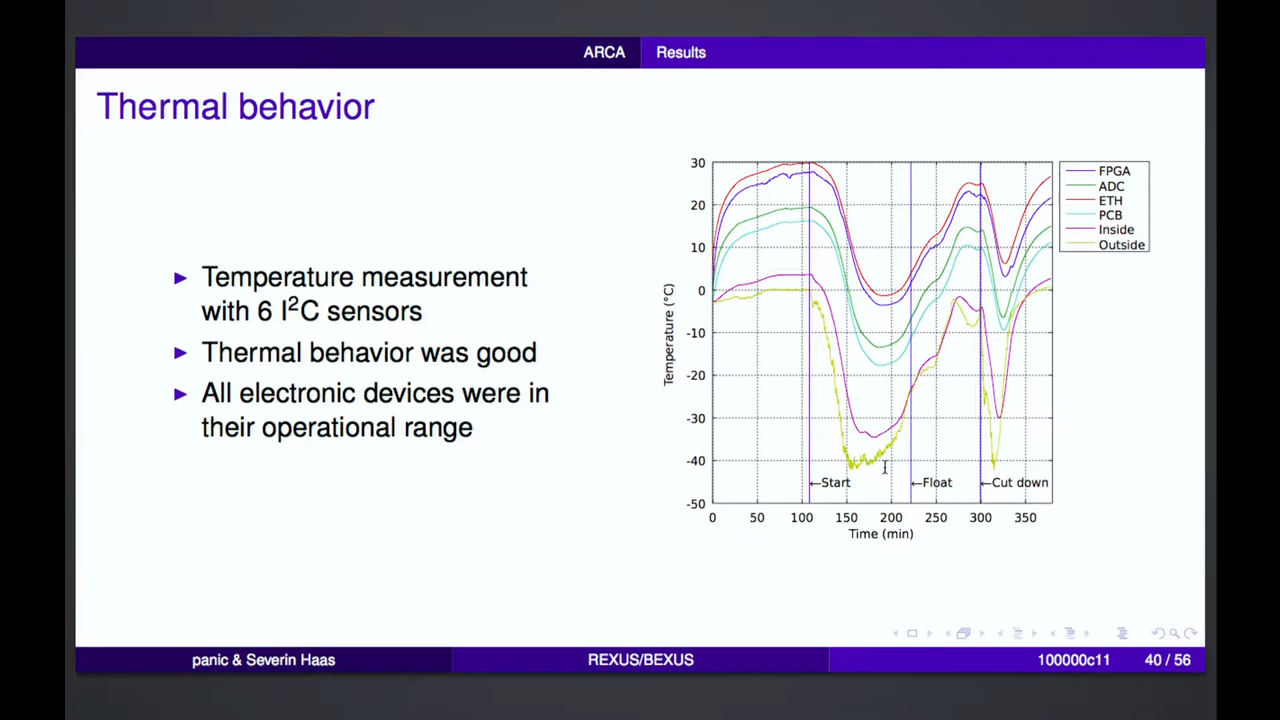 ARCA Results
Thermal behavior
▶ Temperature measurement
with 6 I²C sensors
▶ Thermal behavior was good
▶ All electronic devices were in
their operational range
30
20
10
0
-10
-20
-30
-40
-50
Temperature (°C)
0 50 100 150 200 250 300 350
Time (min)
←Start ←Float ←Cut down
FPGA
ADC
ETH
PCB
Inside
Outside
panic & Severin Haas REXUS/BEXUS 100000c11 40 / 56